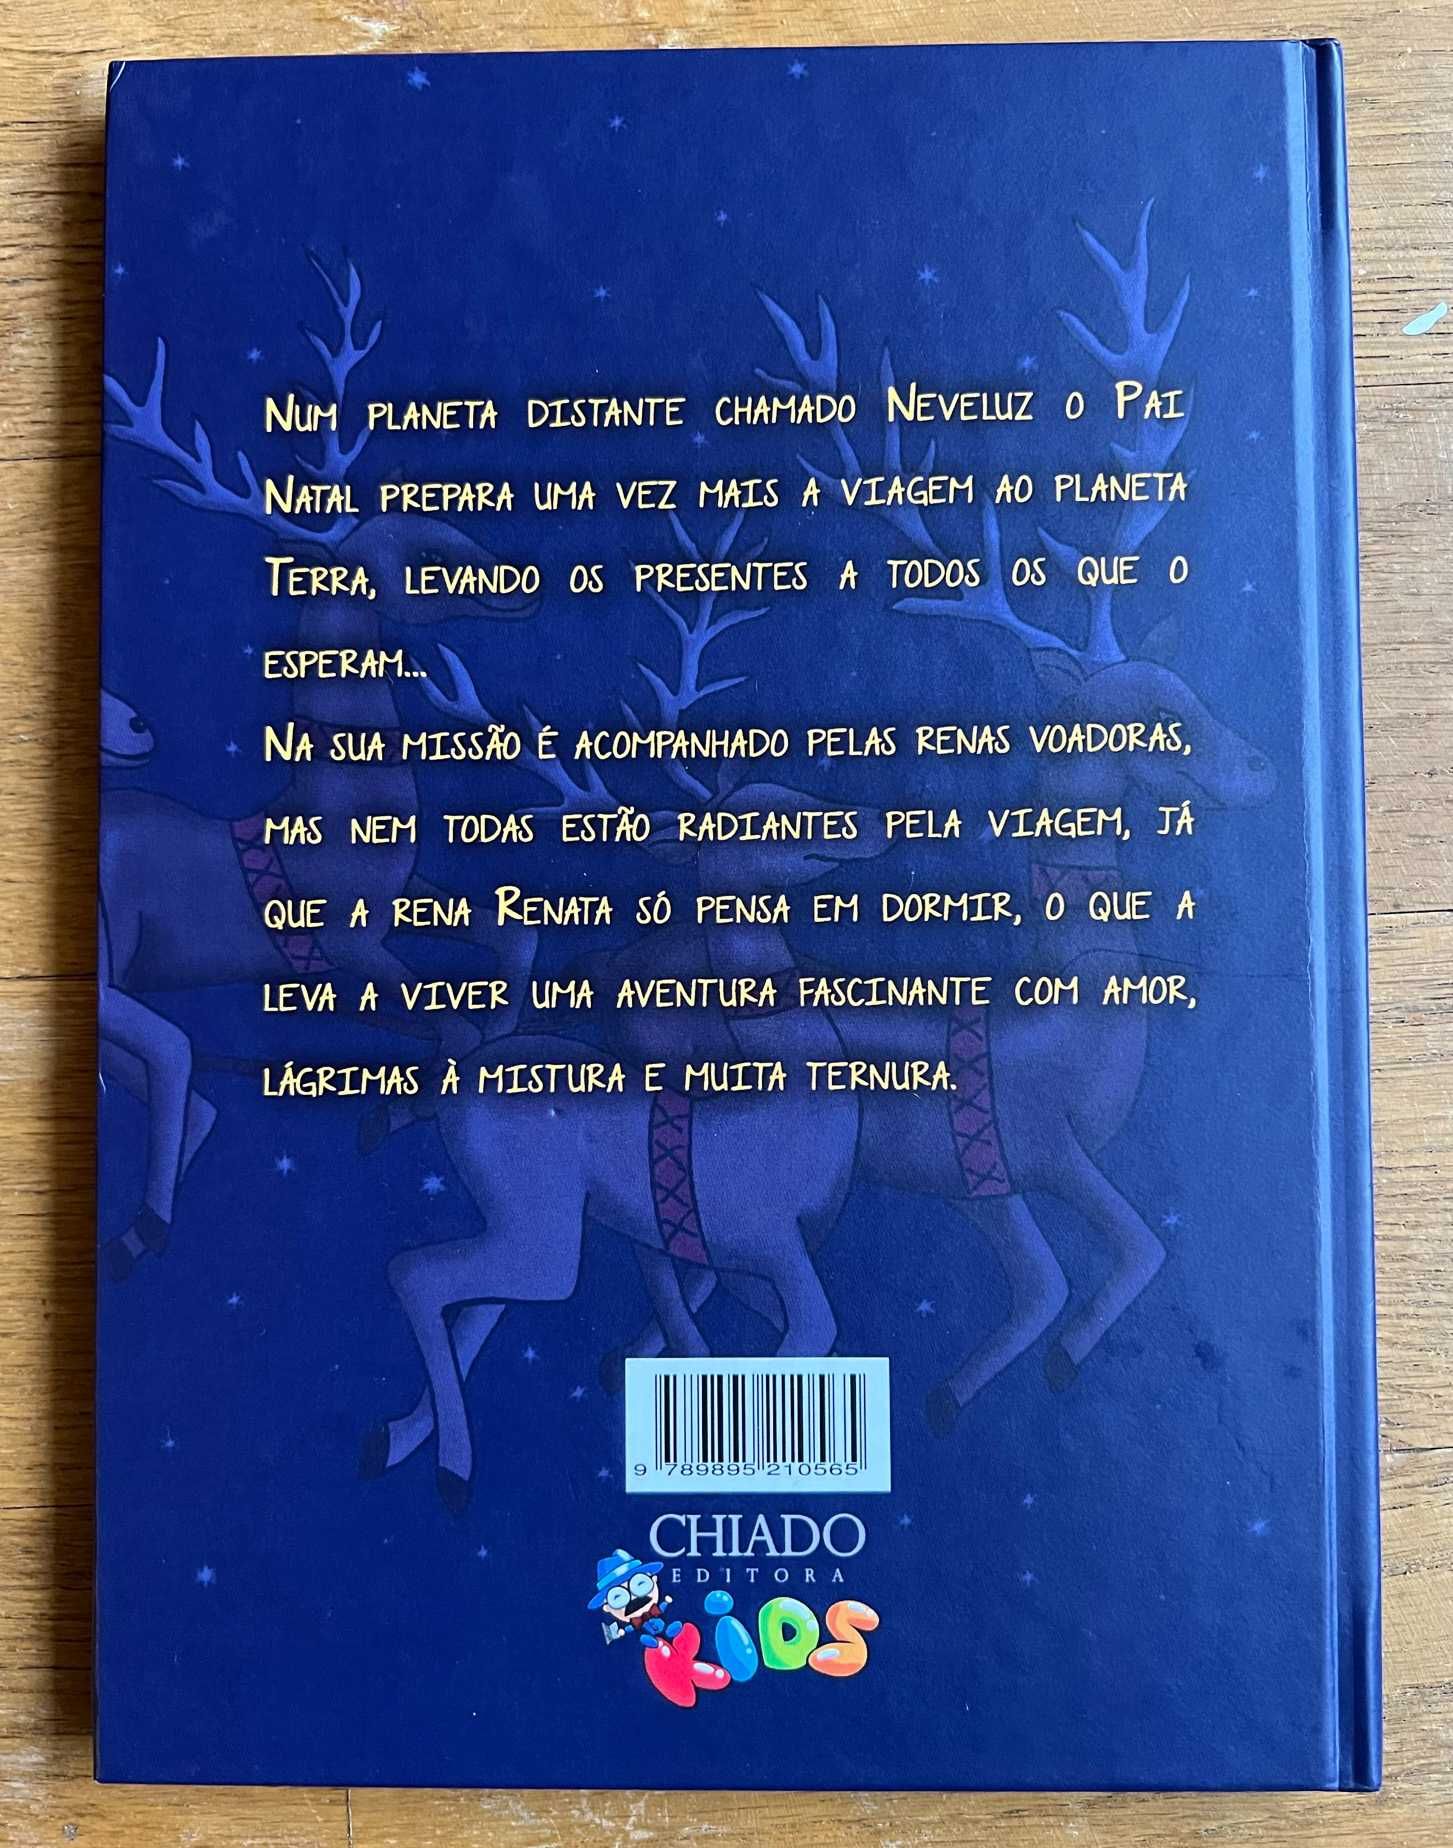 Num planeta distante chamado Neveluz o Pai
Natal prepara uma vez mais a viagem ao planeta
Terra, levando os presentes a todos os que o
esperam...
Na sua missão é acompanhado pelas renas voadoras,
mas nem todas estão radiantes pela viagem, já
que a rena Renata só pensa em dormir, o que a
leva a viver uma aventura fascinante com amor,
lágrimas à mistura e muita ternura.
9 789895 210565
CHIADO
EDITORA
KiDS